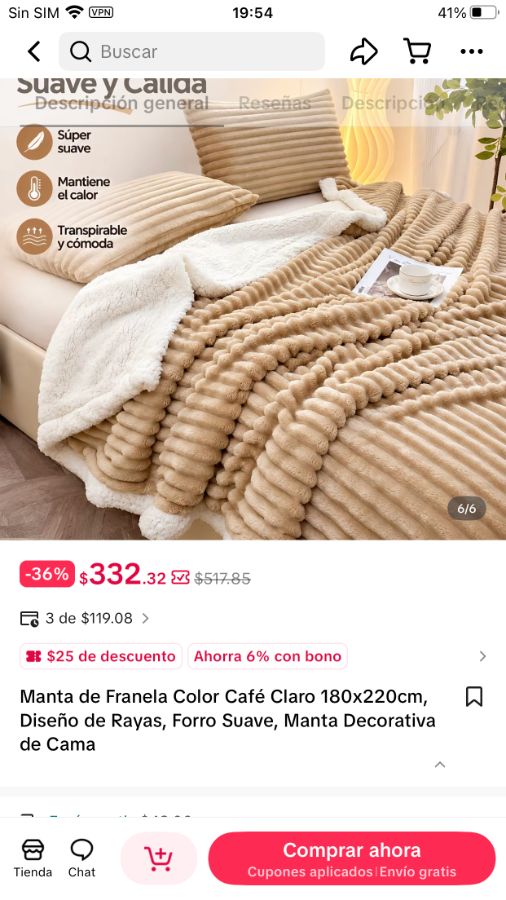 Sin SIM VPN 19:54 41%
Buscar
Suave y Cálida
Descripción general Reseñas Descripción
Súper
suave
Mantiene
el calor
Transpirable
y cómoda
6/6
-36% $332.32 $517.85
3 de $119.08
$25 de descuento Ahorra 6% con bono
Manta de Franela Color Café Claro 180x220cm,
Diseño de Rayas, Forro Suave, Manta Decorativa
de Cama
Tienda Chat
Comprar ahora
Cupones aplicados | Envío gratis